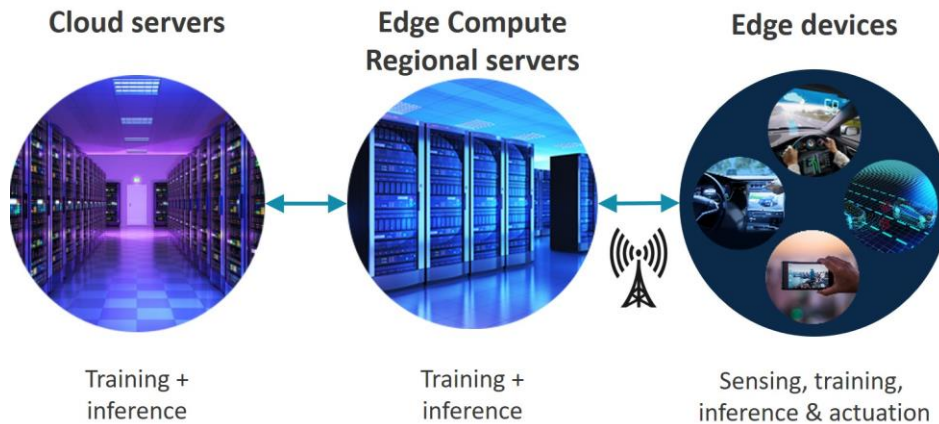 Cloud servers
Edge Compute
Regional servers
Edge devices
Training +
inference
Training +
inference
Sensing, training,
inference & actuation